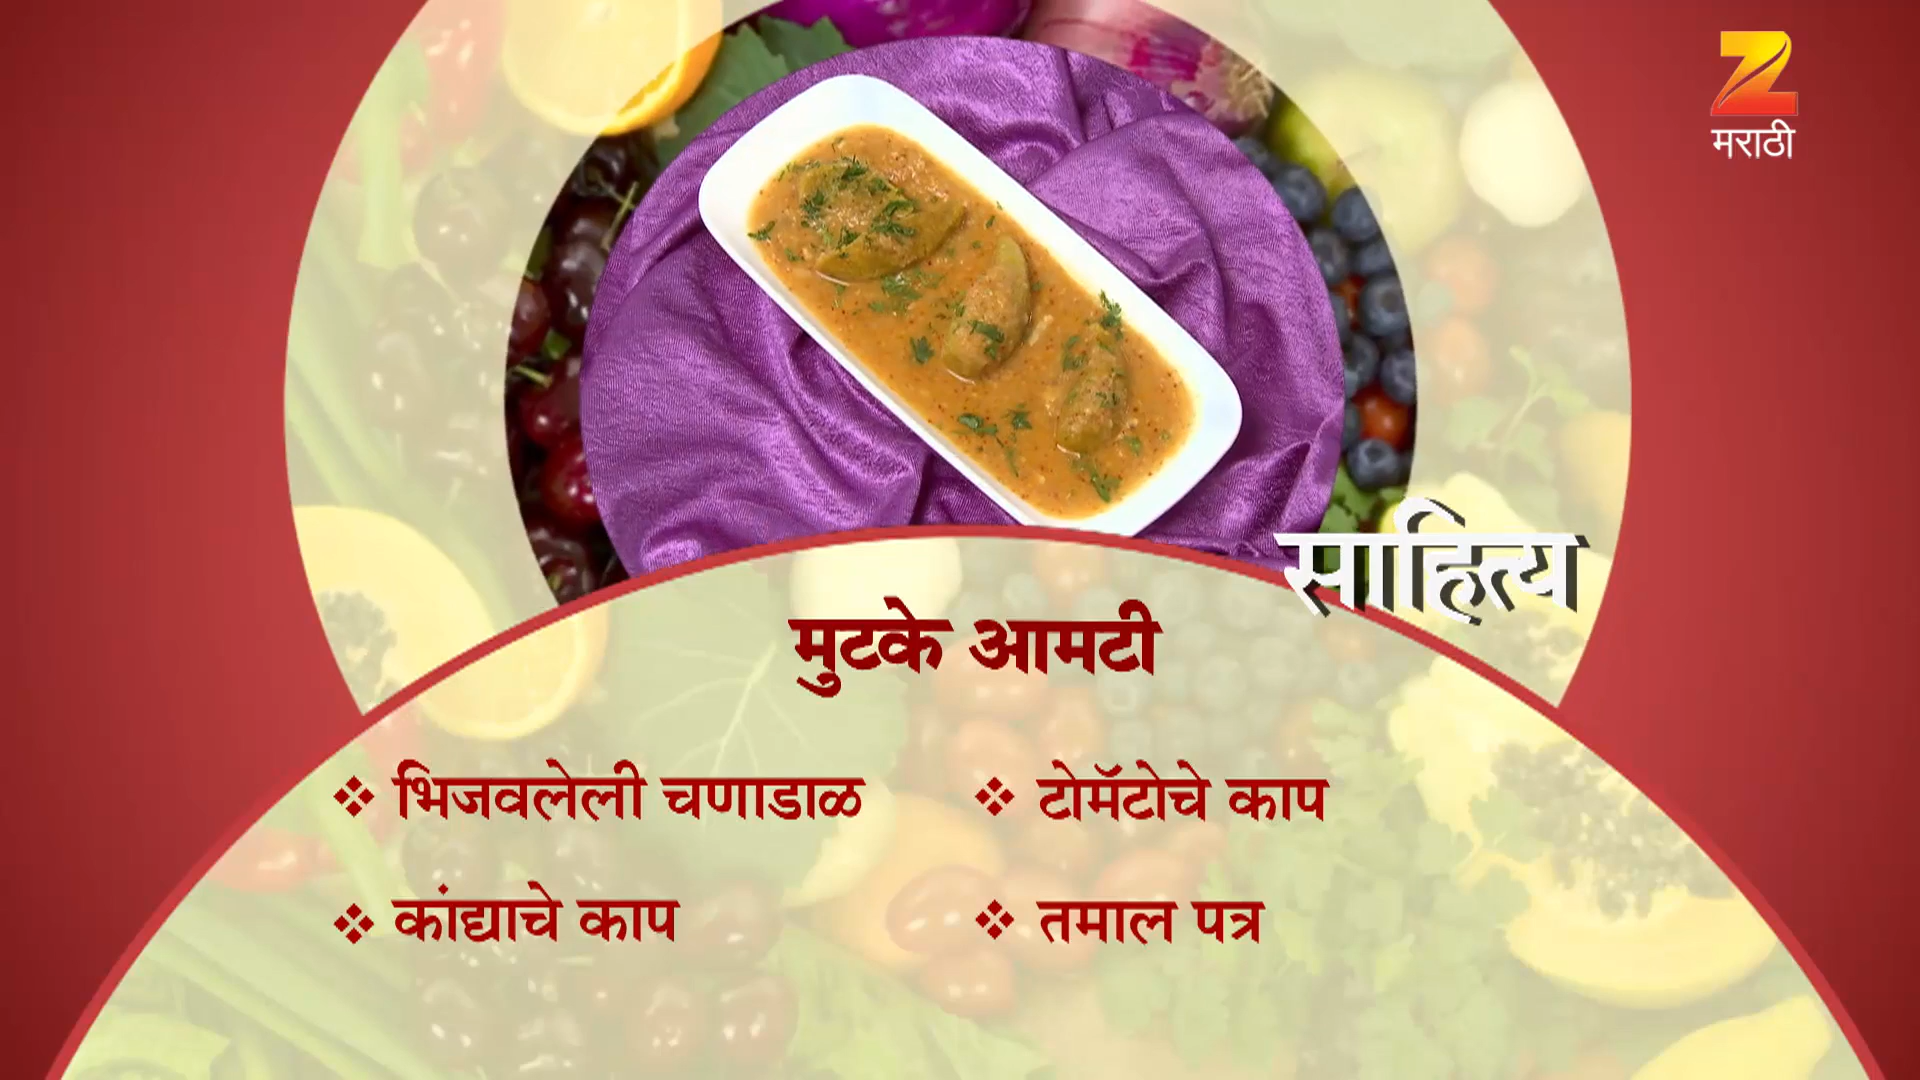 मराठी
साहित्य
मुटके आमटी
❖ भिजवलेली चणाडाळ
❖ टोमॅटोचे काप
❖ कांद्याचे काप
❖ तमाल पत्र